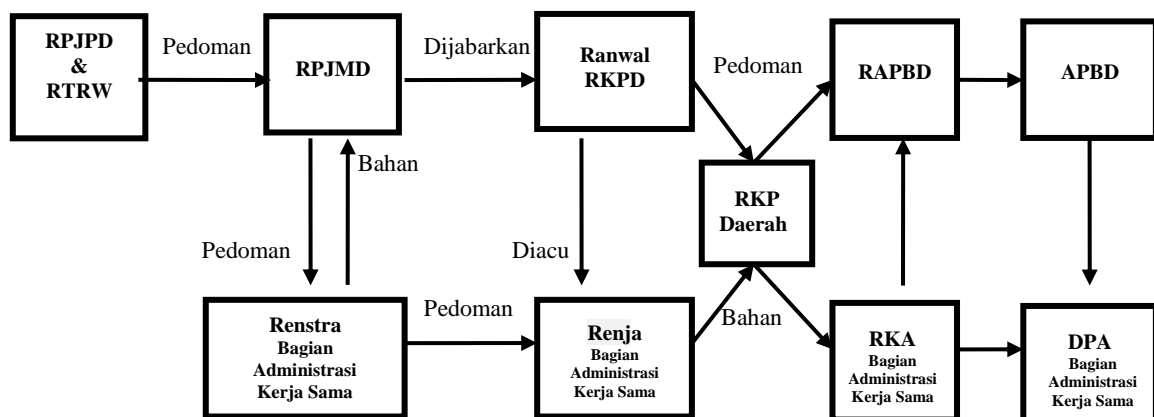 RPJPD
&
RTRW
Pedoman
RPJMD
Dijabarkan
Ranwal
RKPD
Pedoman
RAPBD
APBD
Bahan
RKP
Daerah
Pedoman
Diacu
Renstra
Bagian
Administrasi
Kerja Sama
Pedoman
Renja
Bagian
Administrasi
Kerja Sama
Bahan
RKA
Bagian
Administrasi
Kerja Sama
DPA
Bagian
Administrasi
Kerja Sama